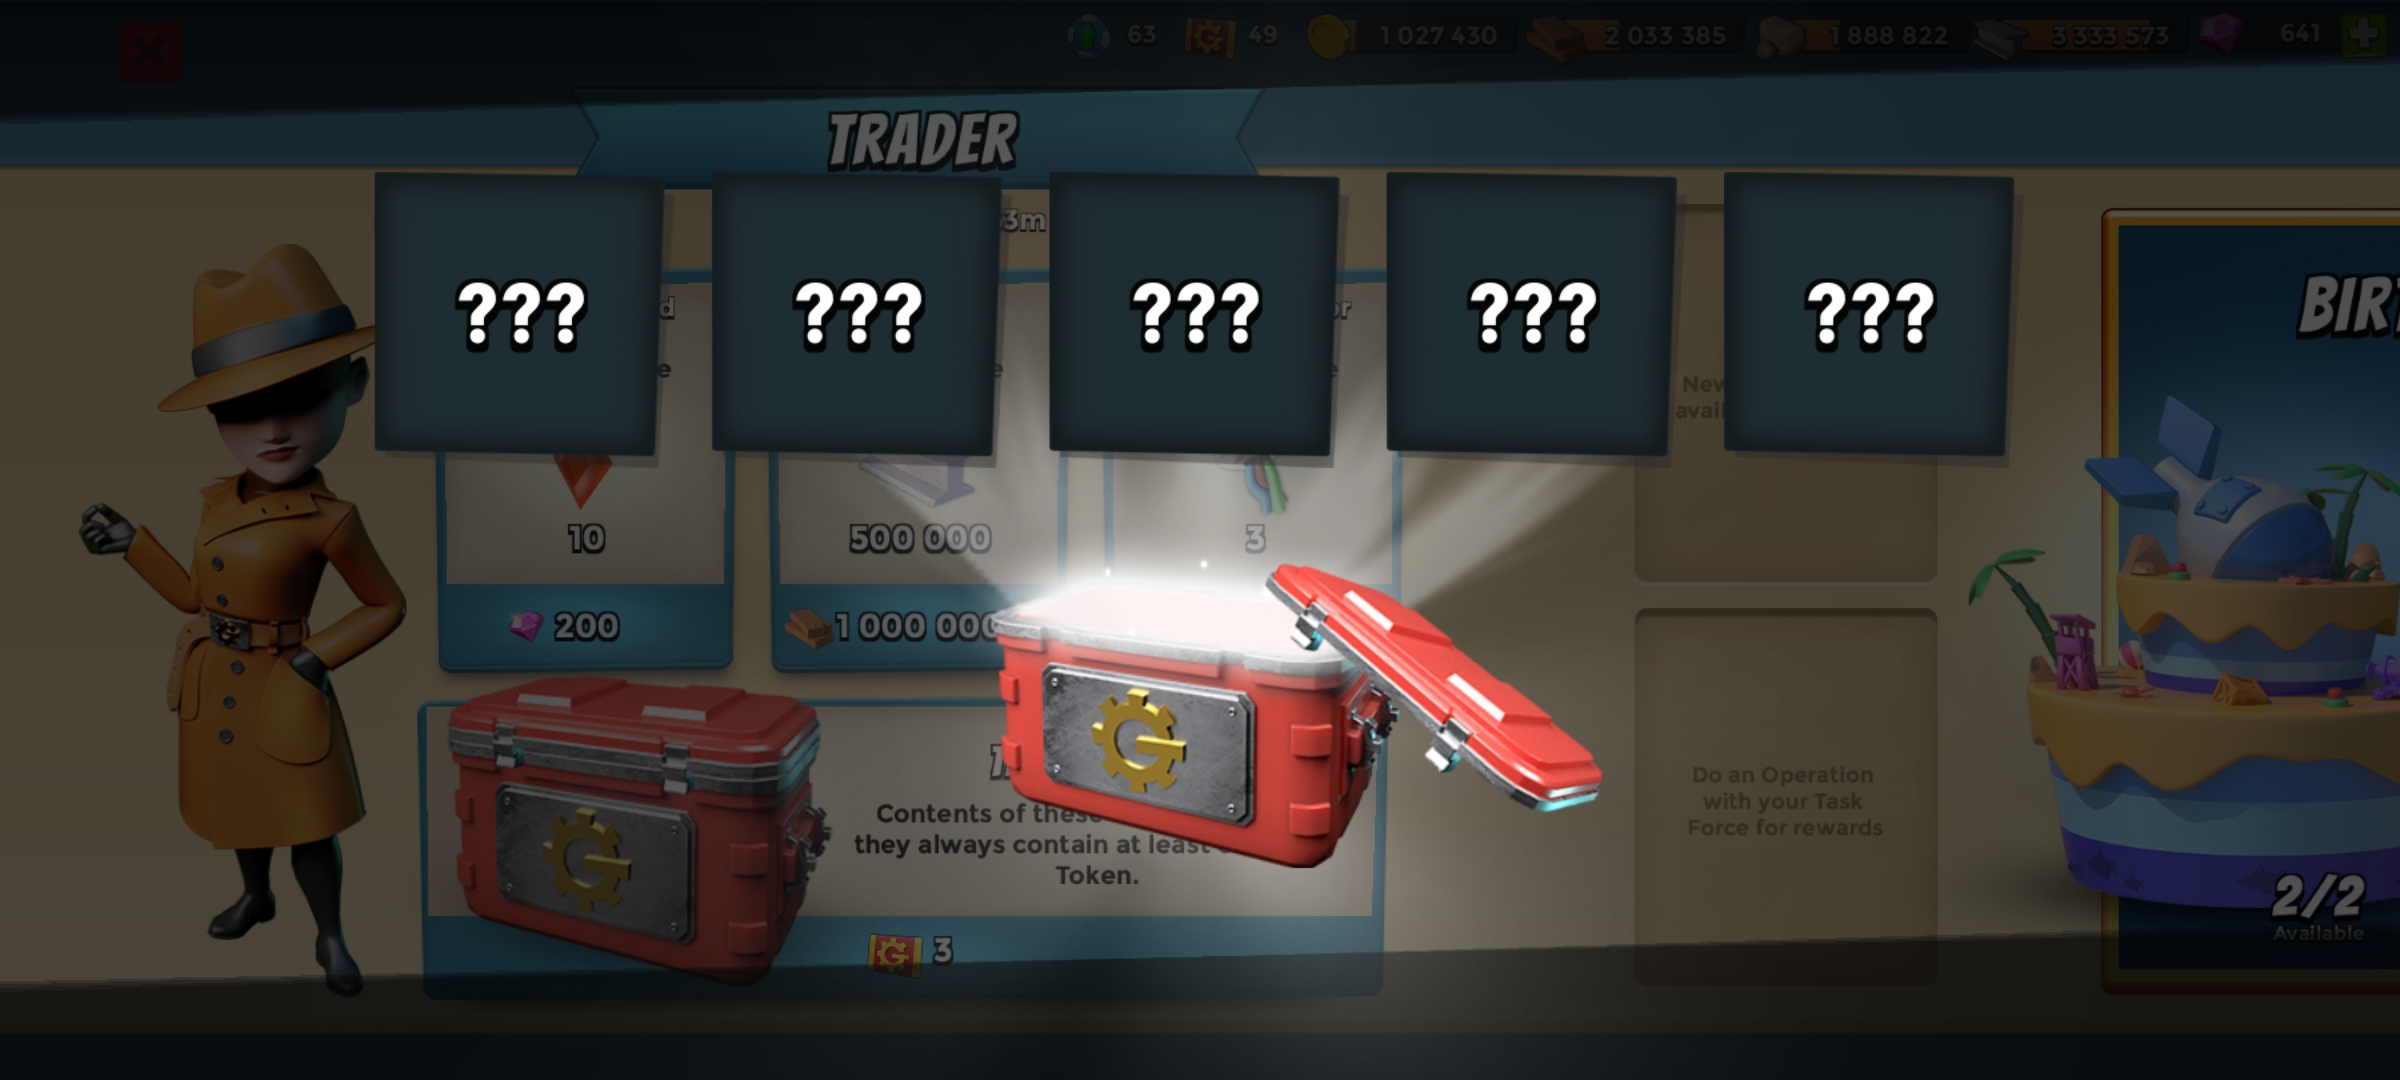 63 49 1 027 430 2 033 385 1 888 822 3 333 573 641
TRADER
3m
??? ??? ??? ??? ???
BIR
10 500 000 3
200 1 000 000
Contents of these
they always contain at least
Token.
3
Do an Operation
with your Task
Force for rewards
2/2
Available